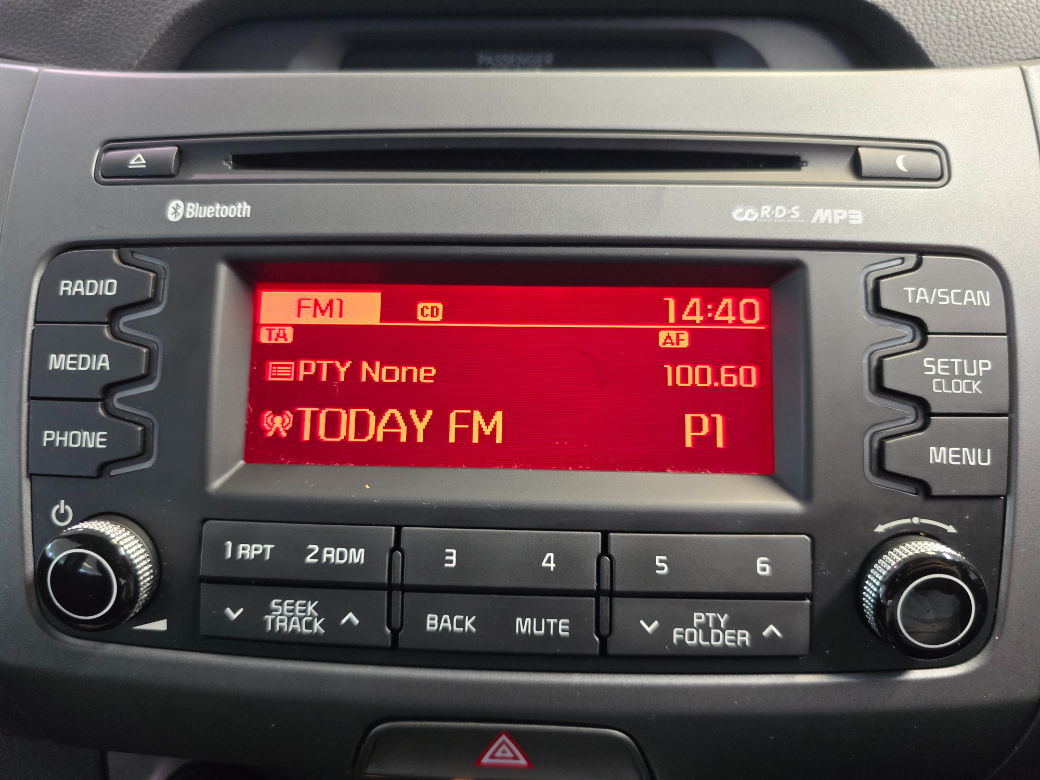 PASSENGER
Bluetooth
R·D·S MP3
RADIO
MEDIA
PHONE
FM1 CD 14:40
TA AF
PTY None 100.60
TODAY FM P1
TA/SCAN
SETUP
CLOCK
MENU
1 RPT 2 RDM 3 4 5 6
SEEK
TRACK
BACK MUTE
PTY
FOLDER